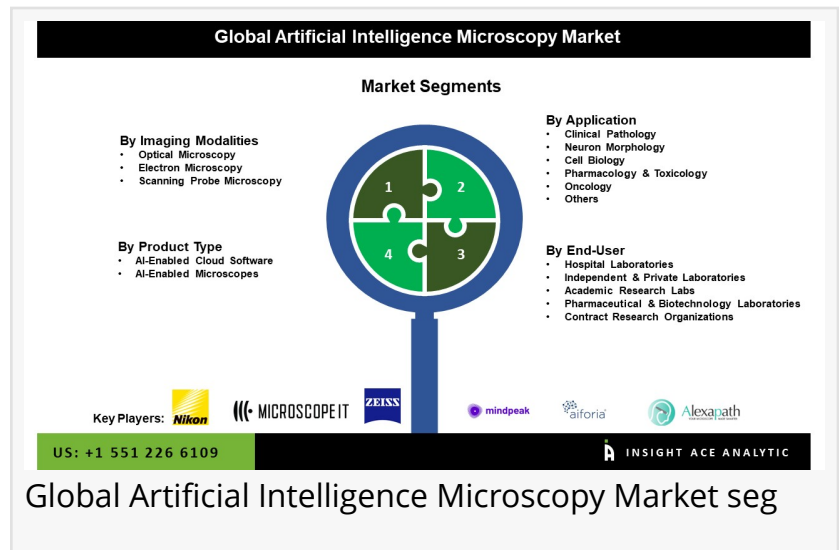 Global Artificial Intelligence Microscopy Market
Market Segments
By Imaging Modalities
• Optical Microscopy
• Electron Microscopy
• Scanning Probe Microscopy
By Product Type
• AI-Enabled Cloud Software
• AI-Enabled Microscopes
1
2
4
3
By Application
• Clinical Pathology
• Neuron Morphology
• Cell Biology
• Pharmacology & Toxicology
• Oncology
• Others
By End-User
• Hospital Laboratories
• Independent & Private Laboratories
• Academic Research Labs
• Pharmaceutical & Biotechnology Laboratories
• Contract Research Organizations
Key Players:
Nikon
MICROSCOPEIT
ZEISS
mindpeak
aiforia
Alexapath
US: +1 551 226 6109
INSIGHT ACE ANALYTIC
Global Artificial Intelligence Microscopy Market seg